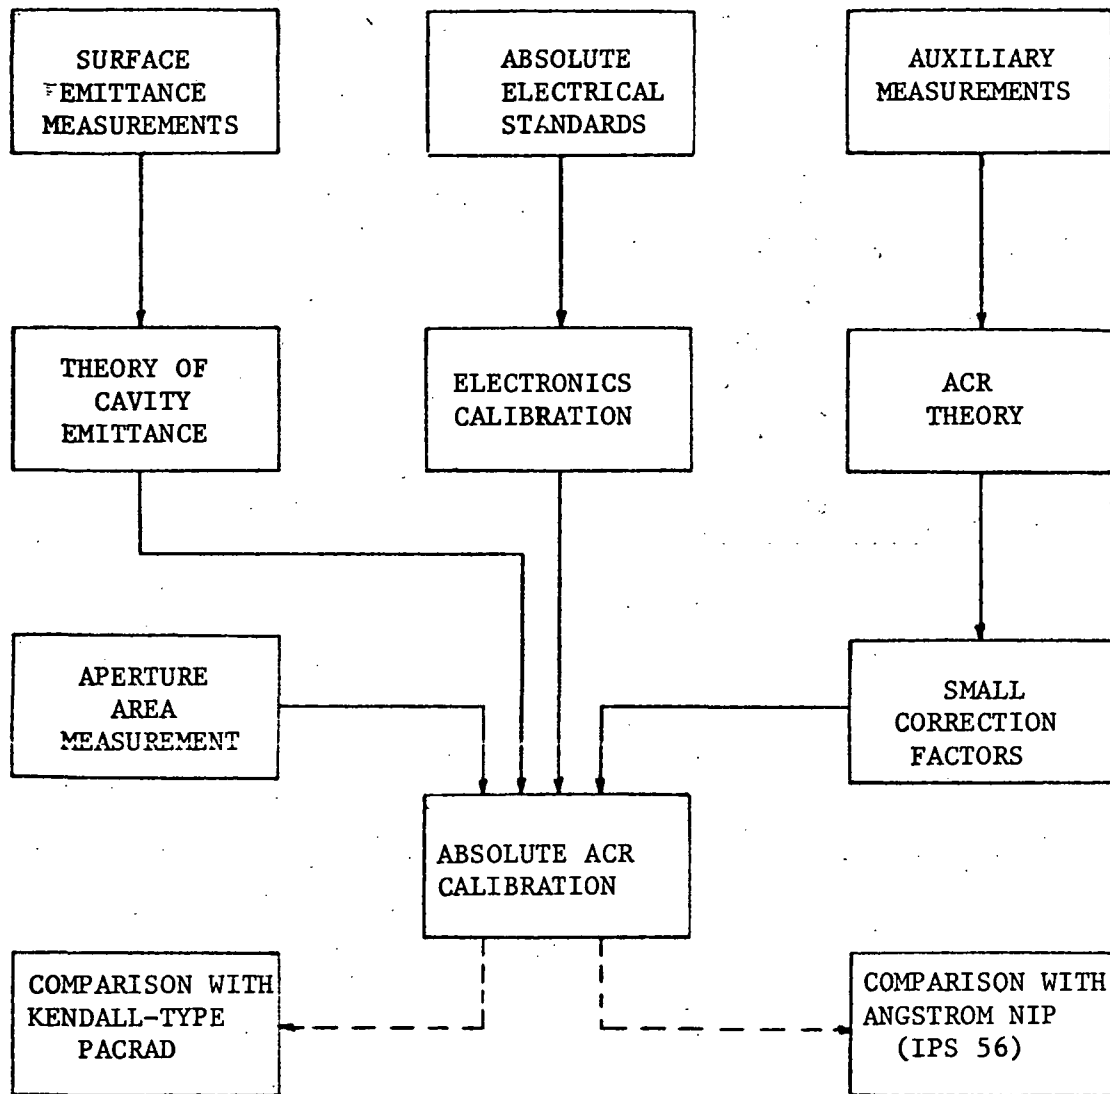 SURFACE
EMITTANCE
MEASUREMENTS
ABSOLUTE
ELECTRICAL
STANDARDS
AUXILIARY
MEASUREMENTS
THEORY OF
CAVITY
EMITTANCE
ELECTRONICS
CALIBRATION
ACR
THEORY
APERTURE
AREA
MEASUREMENT
SMALL
CORRECTION
FACTORS
ABSOLUTE ACR
CALIBRATION
COMPARISON WITH
KENDALL-TYPE
PACRAD
COMPARISON WITH
ANGSTROM NIP
(IPS 56)